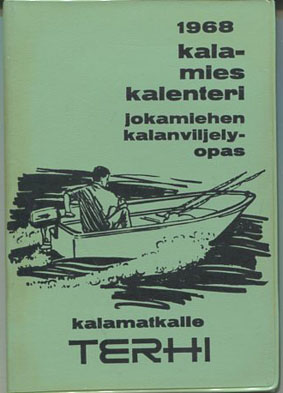 1968
kala-
mies
kalenteri
jokamiehen
kalanviljely-
opas
kalamatkalle
TERHI